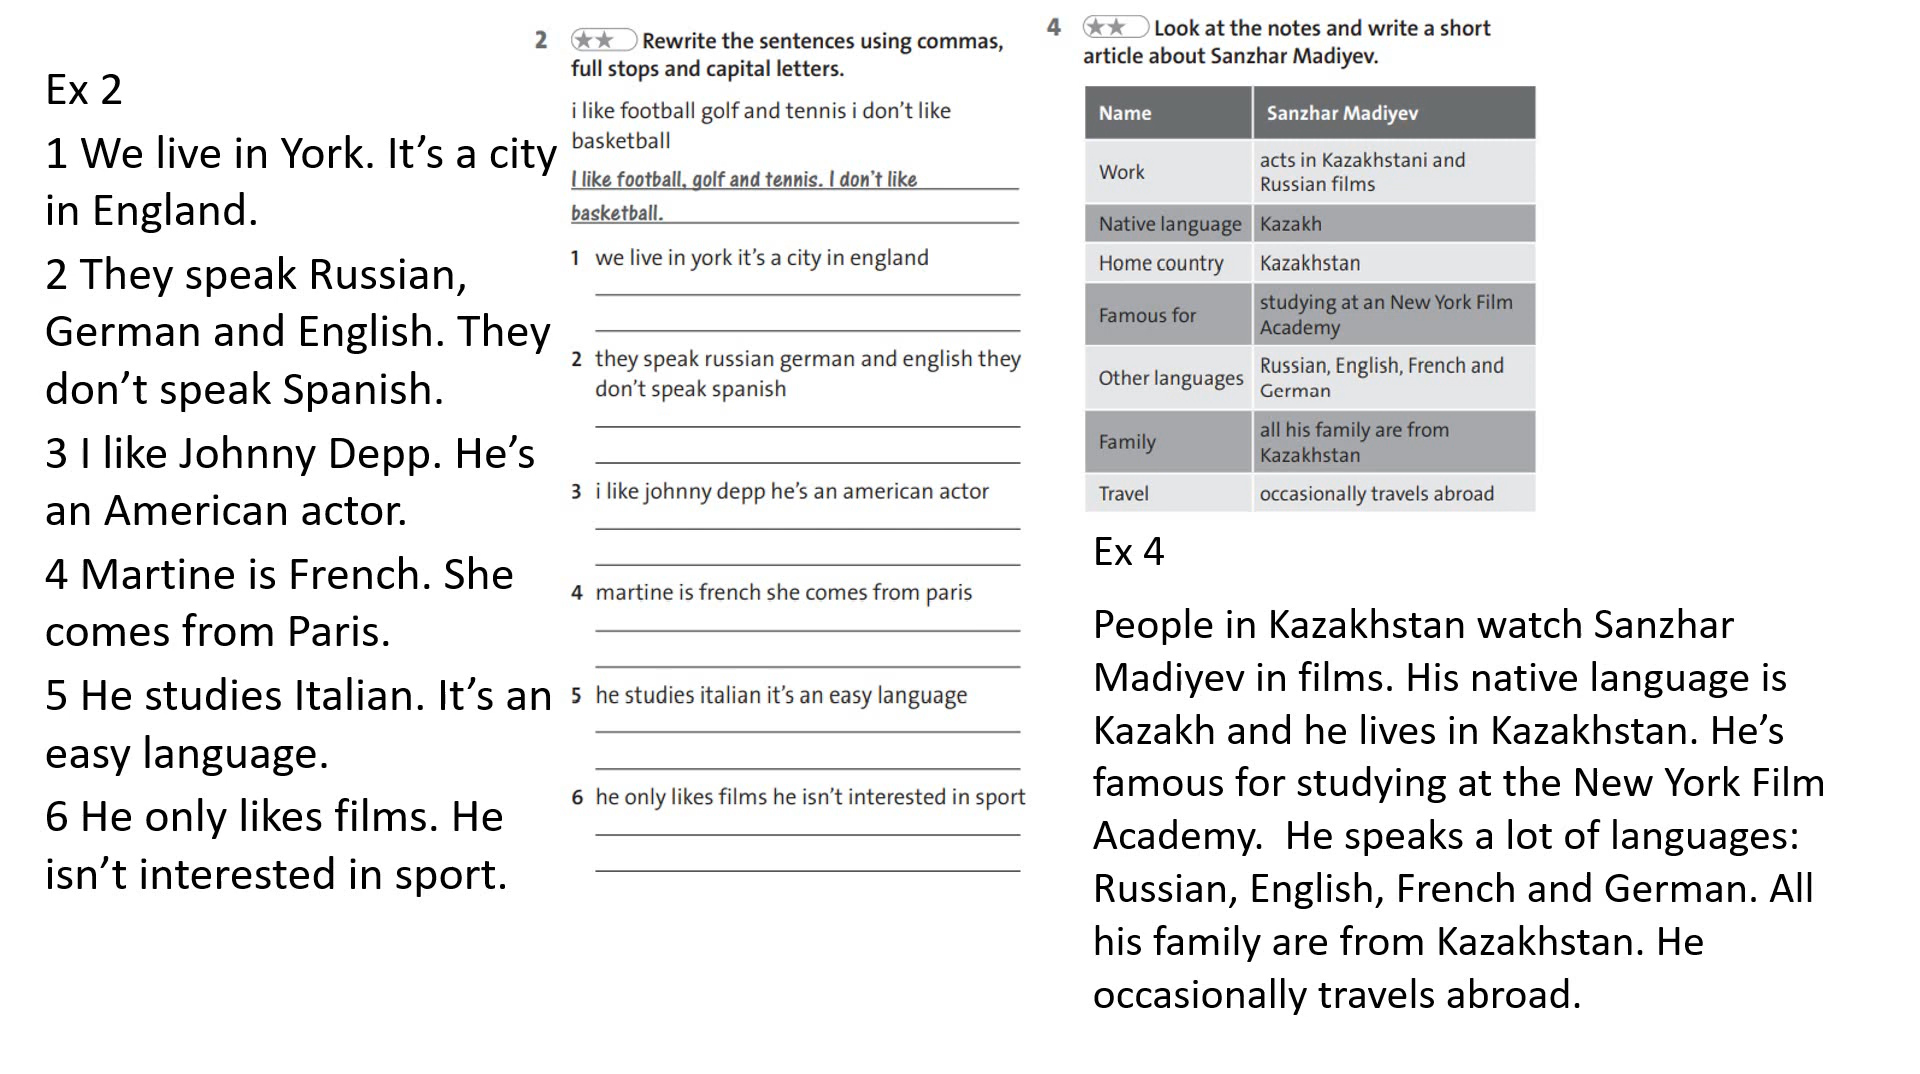 Ex 2
1 We live in York. It’s a city
in England.
2 They speak Russian,
German and English. They
don’t speak Spanish.
3 I like Johnny Depp. He’s
an American actor.
4 Martine is French. She
comes from Paris.
5 He studies Italian. It’s an
easy language.
6 He only likes films. He
isn’t interested in sport.
2 Rewrite the sentences using commas,
full stops and capital letters.
i like football golf and tennis i don’t like
basketball
I like football, golf and tennis. I don’t like
basketball.
1 we live in york it’s a city in england
2 they speak russian german and english they
don’t speak spanish
3 i like johnny depp he’s an american actor
4 martine is french she comes from paris
5 he studies italian it’s an easy language
6 he only likes films he isn’t interested in sport
4 Look at the notes and write a short
article about Sanzhar Madiyev.
Name Sanzhar Madiyev
Work acts in Kazakhstani and
Russian films
Native language Kazakh
Home country Kazakhstan
Famous for studying at an New York Film
Academy
Other languages Russian, English, French and
German
Family all his family are from
Kazakhstan
Travel occasionally travels abroad
Ex 4
People in Kazakhstan watch Sanzhar
Madiyev in films. His native language is
Kazakh and he lives in Kazakhstan. He’s
famous for studying at the New York Film
Academy.  He speaks a lot of languages:
Russian, English, French and German. All
his family are from Kazakhstan. He
occasionally travels abroad.